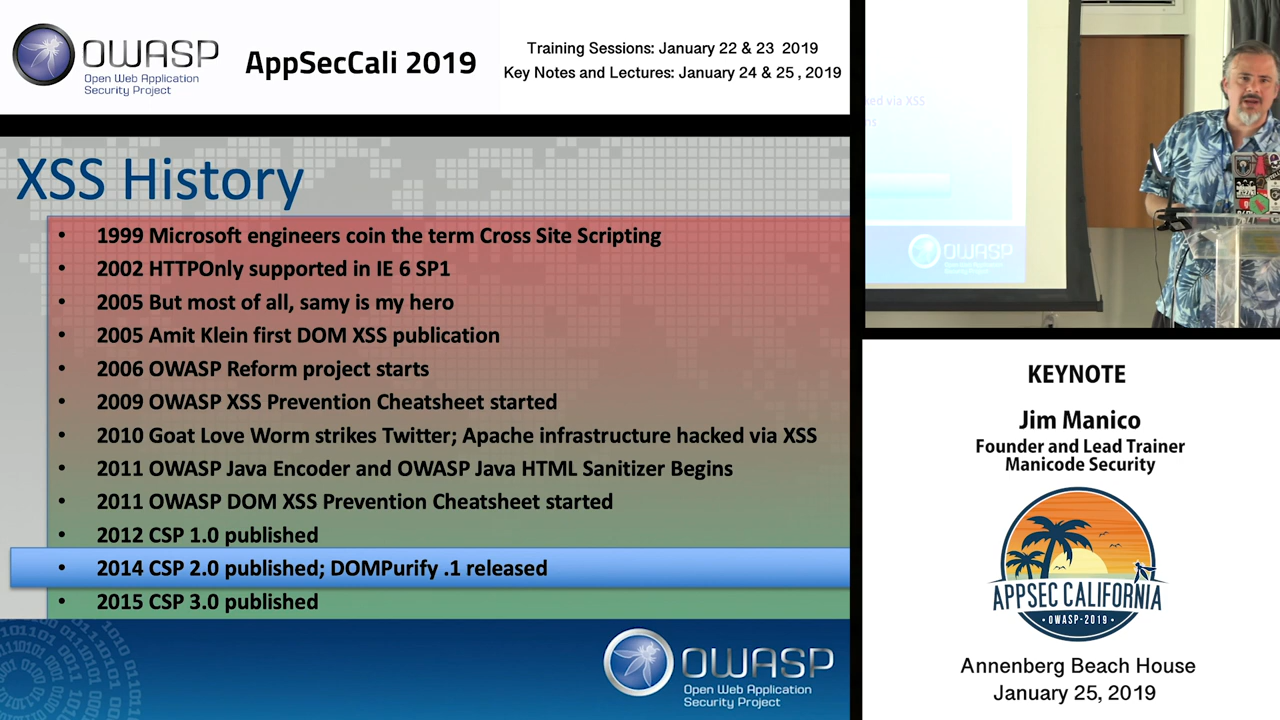 OWASP
Open Web Application
Security Project
AppSecCali 2019
Training Sessions: January 22 & 23 2019
Key Notes and Lectures: January 24 & 25, 2019
XSS History
• 1999 Microsoft engineers coin the term Cross Site Scripting
• 2002 HTTPOnly supported in IE 6 SP1
• 2005 But most of all, samy is my hero
• 2005 Amit Klein first DOM XSS publication
• 2006 OWASP Reform project starts
• 2009 OWASP XSS Prevention Cheatsheet started
• 2010 Goat Love Worm strikes Twitter; Apache infrastructure hacked via XSS
• 2011 OWASP Java Encoder and OWASP Java HTML Sanitizer Begins
• 2011 OWASP DOM XSS Prevention Cheatsheet started
• 2012 CSP 1.0 published
• 2014 CSP 2.0 published; DOMPurify .1 released
• 2015 CSP 3.0 published
OWASP
Open Web Application
Security Project
via XSS
OWASP
KEYNOTE
Jim Manico
Founder and Lead Trainer
Manicode Security
APPSEC CALIFORNIA
• OWASP-2019 •
Annenberg Beach House
January 25, 2019